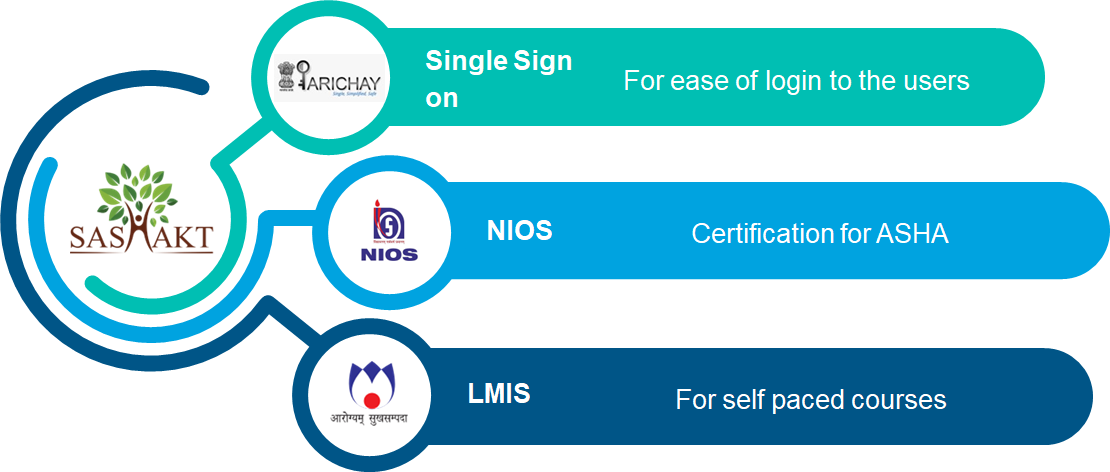 PARICHAY
Single, Simplified, Safe
Single Sign
on
For ease of login to the users
SASHAKT
NIOS
NIOS
Certification for ASHA
आरोग्यम् सुखसम्पदा
LMIS
For self paced courses